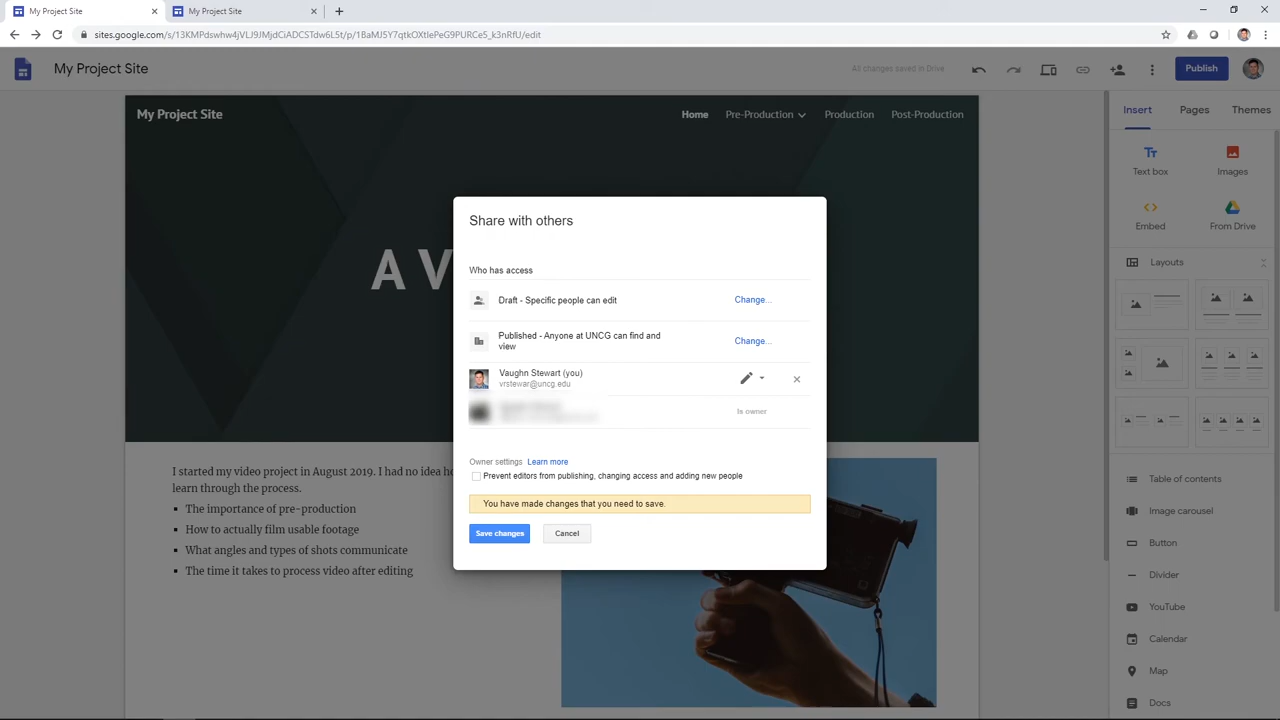 My Project Site
My Project Site
sites.google.com/s/13KMPdswhw4jVLJ9JMjdCiADCSTdw6L5t/p/1BaMJ5Y7qtkOXtIePeG9PURCe5_k3nRfU/edit
My Project Site
All changes saved in Drive
Publish
My Project Site
Home
Pre-Production
Production
Post-Production
Insert
Pages
Themes
Text box
Images
Embed
From Drive
Layouts
Table of contents
Image carousel
Button
Divider
YouTube
Calendar
Map
Docs
A V
I started my video project in August 2019. I had no idea ho
learn through the process.
The importance of pre-production
How to actually film usable footage
What angles and types of shots communicate
The time it takes to process video after editing
Share with others
Who has access
Draft - Specific people can edit
Change...
Published - Anyone at UNCG can find and
view
Change...
Vaughn Stewart (you)
vrstewar@uncg.edu
Is owner
Owner settings Learn more
Prevent editors from publishing, changing access and adding new people
You have made changes that you need to save.
Save changes
Cancel